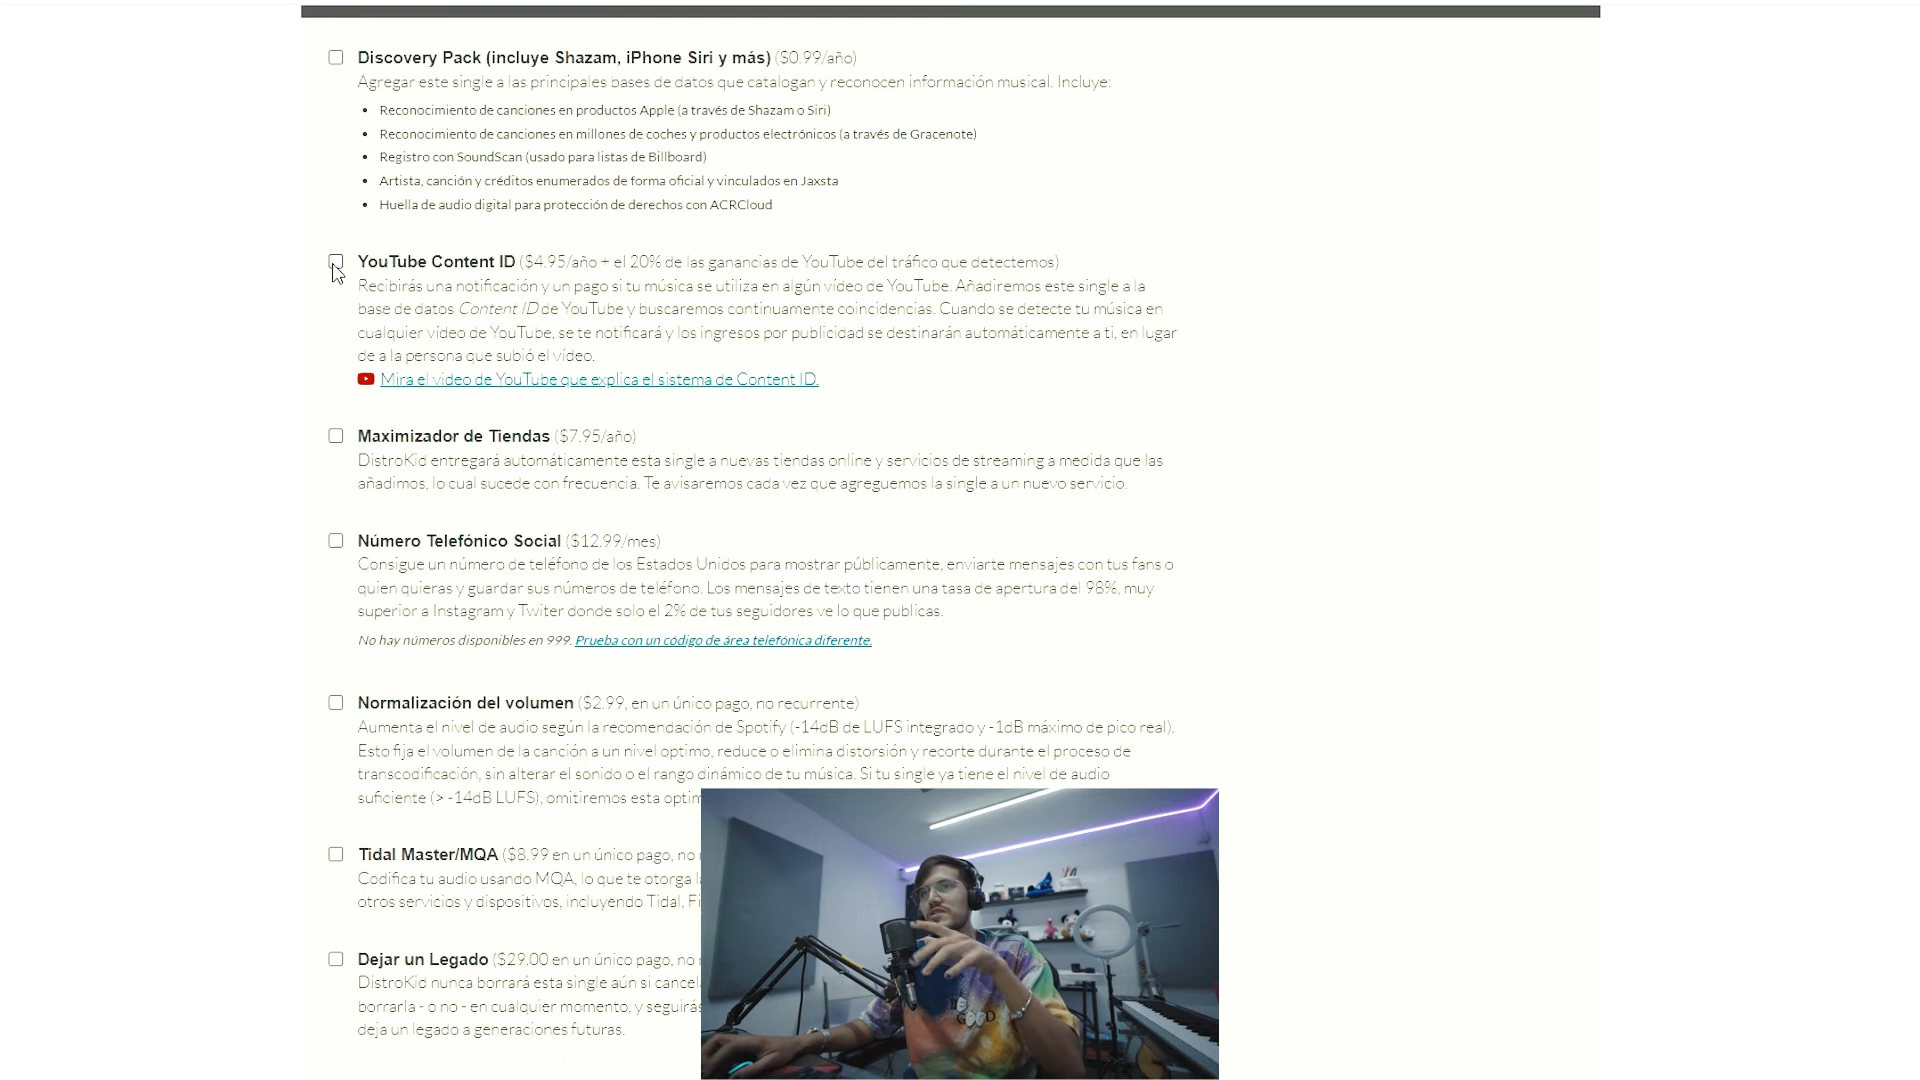 Discovery Pack (incluye Shazam, iPhone Siri y más) ($0.99/año)
Agregar este single a las principales bases de datos que catalogan y reconocen información musical. Incluye:
• Reconocimiento de canciones en productos Apple (a través de Shazam o Siri)
• Reconocimiento de canciones en millones de coches y productos electrónicos (a través de Gracenote)
• Registro con SoundScan (usado para listas de Billboard)
• Artista, canción y créditos enumerados de forma oficial y vinculados en Jaxsta
• Huella de audio digital para protección de derechos con ACRCloud
YouTube Content ID ($4.95/año + el 20% de las ganancias de YouTube del tráfico que detectemos)
Recibirás una notificación y un pago si tu música se utiliza en algún vídeo de YouTube. Añadiremos este single a la
base de datos Content ID de YouTube y buscaremos continuamente coincidencias. Cuando se detecte tu música en
cualquier vídeo de YouTube, se te notificará y los ingresos por publicidad se destinarán automáticamente a ti, en lugar
de a la persona que subió el vídeo.
Mira el video de YouTube que explica el sistema de Content ID.
Maximizador de Tiendas ($7.95/año)
DistroKid entregará automáticamente esta single a nuevas tiendas online y servicios de streaming a medida que las
añadimos, lo cual sucede con frecuencia. Te avisaremos cada vez que agreguemos la single a un nuevo servicio.
Número Telefónico Social ($12.99/mes)
Consigue un número de teléfono de los Estados Unidos para mostrar públicamente, enviarte mensajes con tus fans o
quien quieras y guardar sus números de teléfono. Los mensajes de texto tienen una tasa de apertura del 98%, muy
superior a Instagram y Twiter donde solo el 2% de tus seguidores ve lo que publicas.
No hay números disponibles en 999. Prueba con un código de área telefónica diferente.
Normalización del volumen ($2.99, en un único pago, no recurrente)
Aumenta el nivel de audio según la recomendación de Spotify (-14dB de LUFS integrado y -1dB máximo de pico real).
Esto fija el volumen de la canción a un nivel optimo, reduce o elimina distorsión y recorte durante el proceso de
transcodificación, sin alterar el sonido o el rango dinámico de tu música. Si tu single ya tiene el nivel de audio
suficiente (> -14dB LUFS), omitiremos esta optim
Tidal Master/MQA ($8.99 en un único pago, no
Codifica tu audio usando MQA, lo que te otorga
otros servicios y dispositivos, incluyendo Tidal, Fi
Dejar un Legado ($29.00 en un único pago, no
DistroKid nunca borrará esta single aún si cancel
borrarla - o no - en cualquier momento, y seguirás
deja un legado a generaciones futuras.